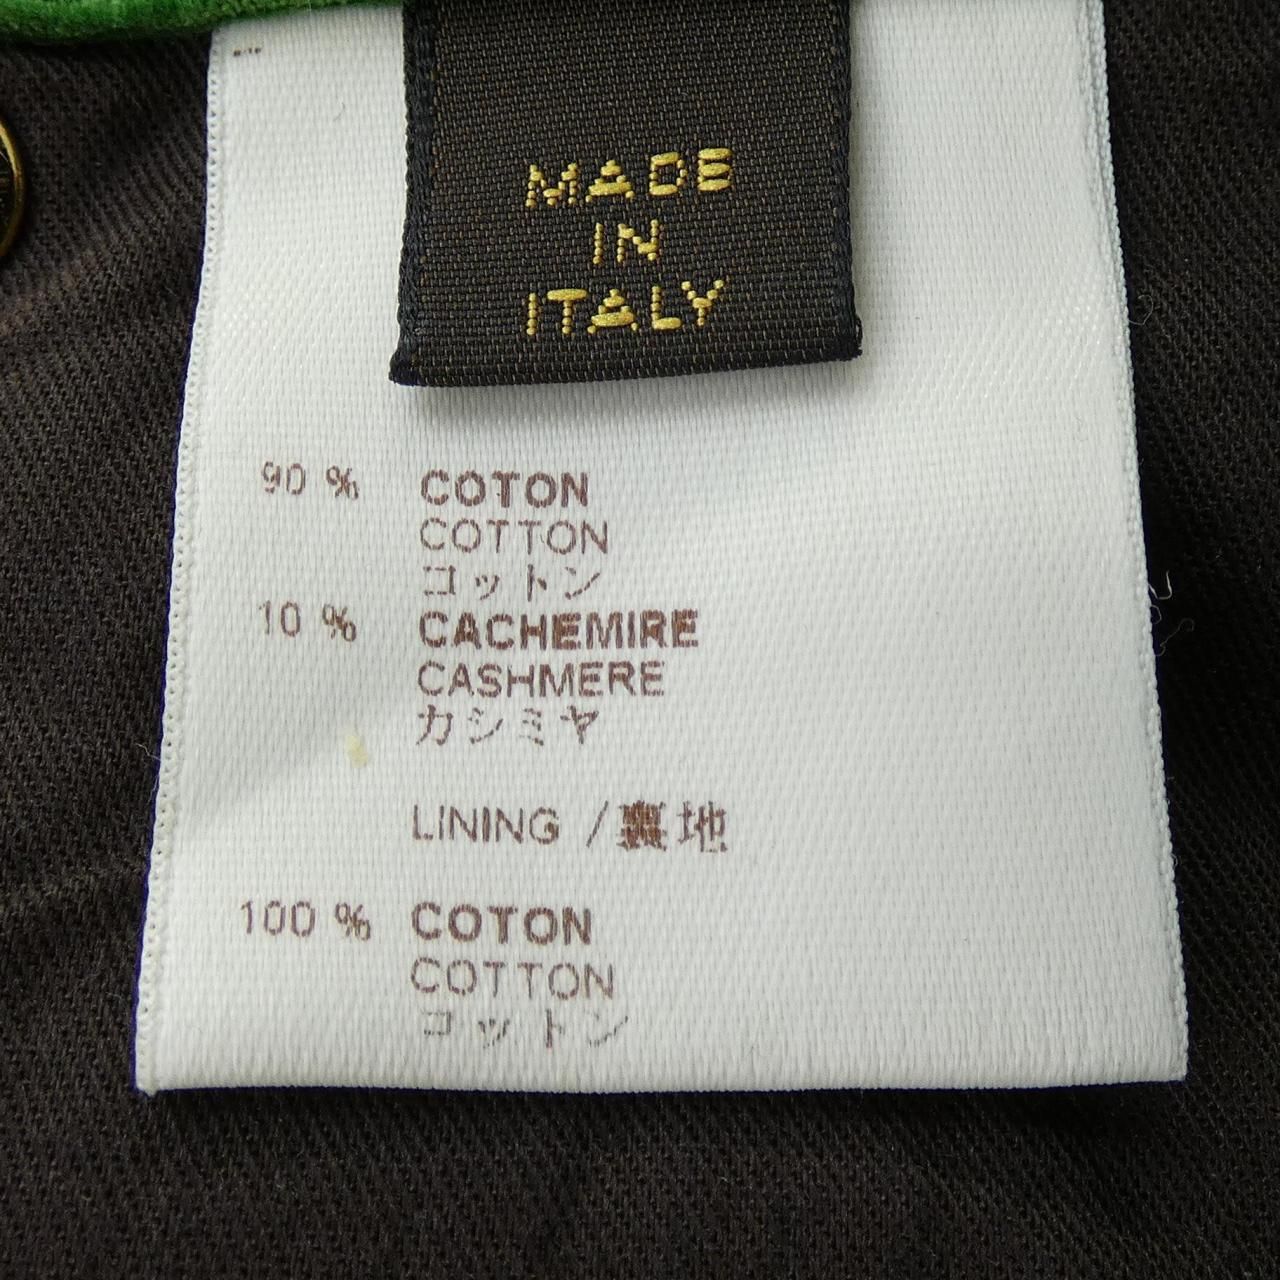 MADE
IN
ITALY
90 % COTON
COTTON
コットン
10 % CACHEMIRE
CASHMERE
カシミヤ
LINING / 裏地
100 % COTON
COTTON
コットン